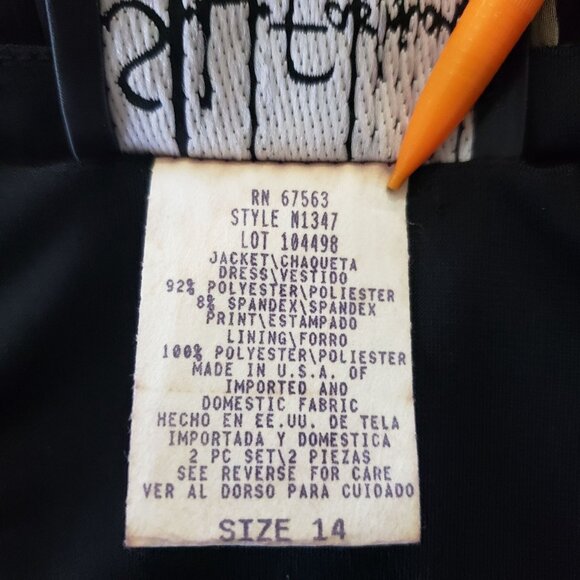 RN 67563
STYLE N1347
LOT 104498
JACKET\CHAQUETA
DRESS\VESTIDO
92% POLYESTER/POLIESTER
8% SPANDEX\SPANDEX
PRINT\ESTAMPADO
LINING\FORRO
100% POLYESTER\POLIESTER
MADE IN U.S.A. OF
IMPORTED AND
DOMESTIC FABRIC
HECHO EN EE.UU. DE TELA
IMPORTADA Y DOMESTICA
2 PC SET\2 PIEZAS
SEE REVERSE FOR CARE
VER AL DORSO PARA CUIDADO
SIZE 14